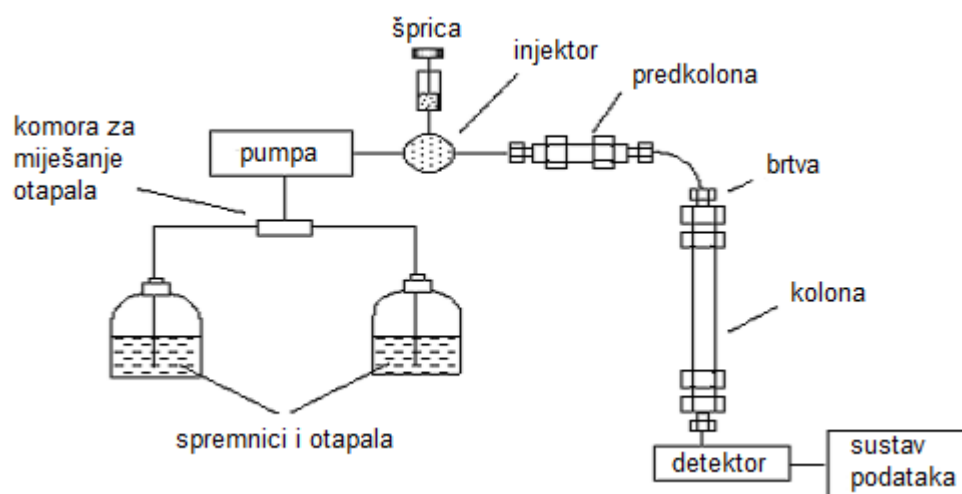 šprica
injektor
predkolona
komora za
miješanje
otapala
pumpa
brtva
kolona
spremnici i otapala
detektor
sustav
podataka